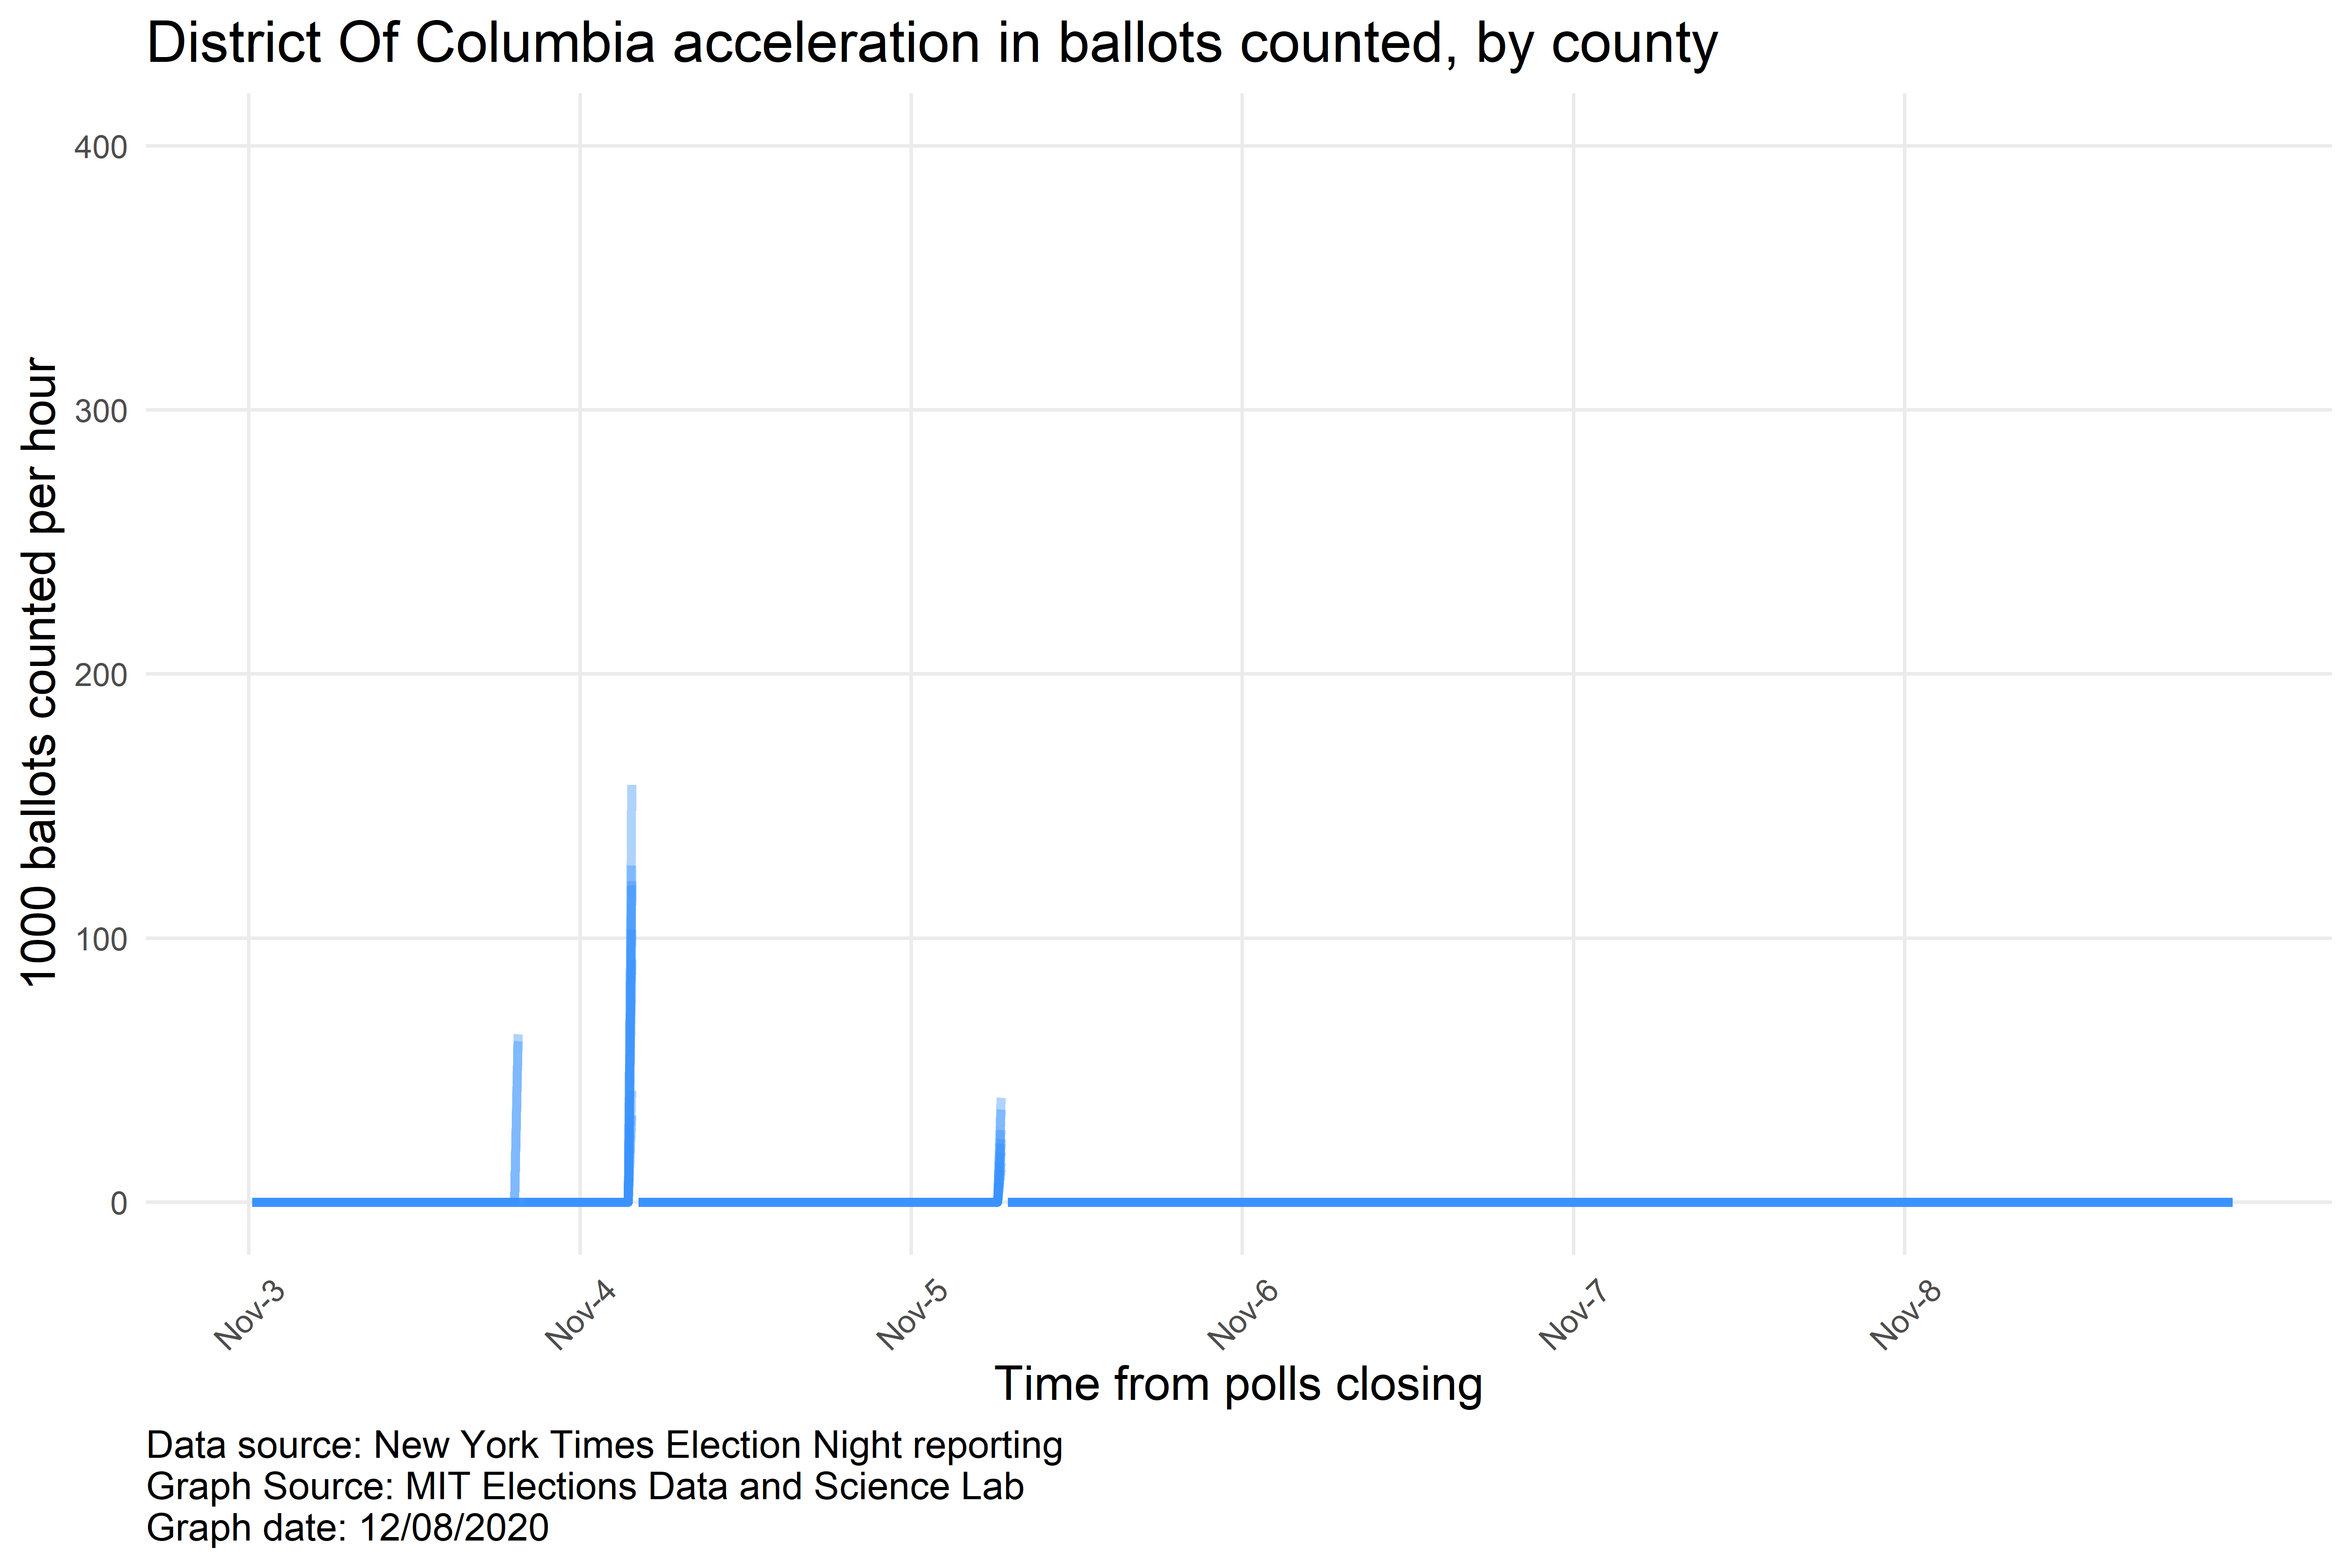 District Of Columbia acceleration in ballots counted, by county
1000 ballots counted per hour
400
300
200
100
0
Nov-3
Nov-4
Nov-5
Nov-6
Nov-7
Nov-8
Time from polls closing
Data source: New York Times Election Night reporting
Graph Source: MIT Elections Data and Science Lab
Graph date: 12/08/2020